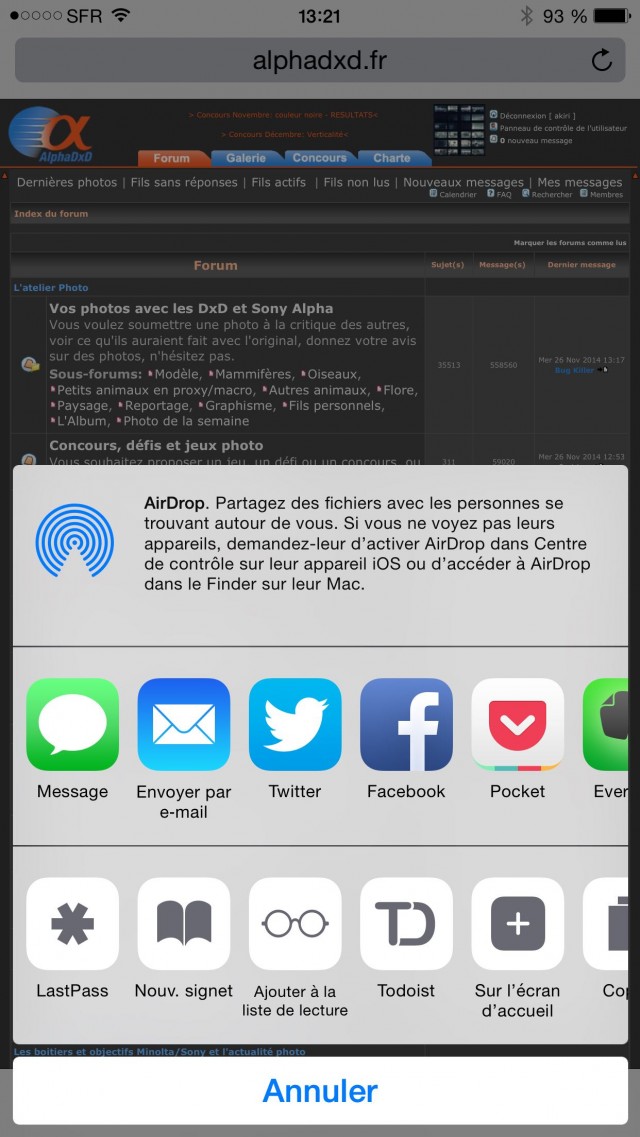 SFR 13:21 93 %
alphadxd.fr
> Concours Novembre: couleur noire - RESULTATS<
> Concours Décembre: Verticalité<
Déconnexion [ akiri ]
Panneau de contrôle de l'utilisateur
0 nouveau message
AlphaDxD
Forum Galerie Concours Charte
Dernières photos | Fils sans réponses | Fils actifs | Fils non lus | Nouveaux messages | Mes messages
Calendrier FAQ Rechercher Membres
Index du forum
Marquer les forums comme lus
Forum Sujet(s) Message(s) Dernier message
L'atelier Photo
Vos photos avec les DxD et Sony Alpha
Vous voulez soumettre une photo à la critique des autres,
voir ce qu'ils auraient fait avec l'original, donnez votre avis
sur des photos, n'hésitez pas.
Sous-forums: Modèle, Mammifères, Oiseaux,
Petits animaux en proxy/macro, Autres animaux, Flore,
Paysage, Reportage, Graphisme, Fils personnels,
L'Album, Photo de la semaine
35513 558560 Mer 26 Nov 2014 13:17
Bug Killer
Concours, défis et jeux photo
Vous souhaitez proposer un jeu, un défi ou un concours, ou
311 59020 Mer 26 Nov 2014 12:53
AirDrop. Partagez des fichiers avec les personnes se
trouvant autour de vous. Si vous ne voyez pas leurs
appareils, demandez-leur d'activer AirDrop dans Centre
de contrôle sur leur appareil iOS ou d'accéder à AirDrop
dans le Finder sur leur Mac.
Message Envoyer par Twitter Facebook Pocket Ever
e-mail
TD
LastPass Nouv. signet Ajouter à la Todoist Sur l'écran Cop
liste de lecture d'accueil
Les boitiers et objectifs Minolta/Sony et l'actualité photo
Annuler